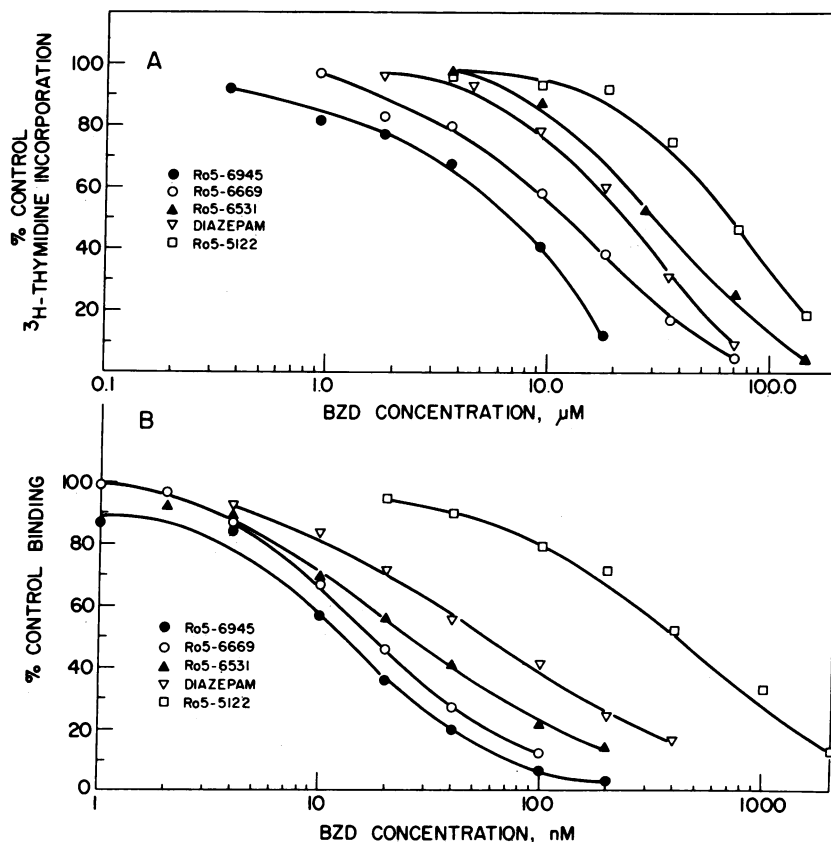 A
% CONTROL
³H-THYMIDINE INCORPORATION
100
80
60
40
20
● Ro5-6945
○ Ro5-6669
▲ Ro5-6531
▽ DIAZEPAM
□ Ro5-5122
0.1
1.0
10.0
100.0
BZD CONCENTRATION, μM
B
% CONTROL BINDING
100
80
60
40
20
0
● Ro5-6945
○ Ro5-6669
▲ Ro5-6531
▽ DIAZEPAM
□ Ro5-5122
1
10
100
1000
BZD CONCENTRATION, nM